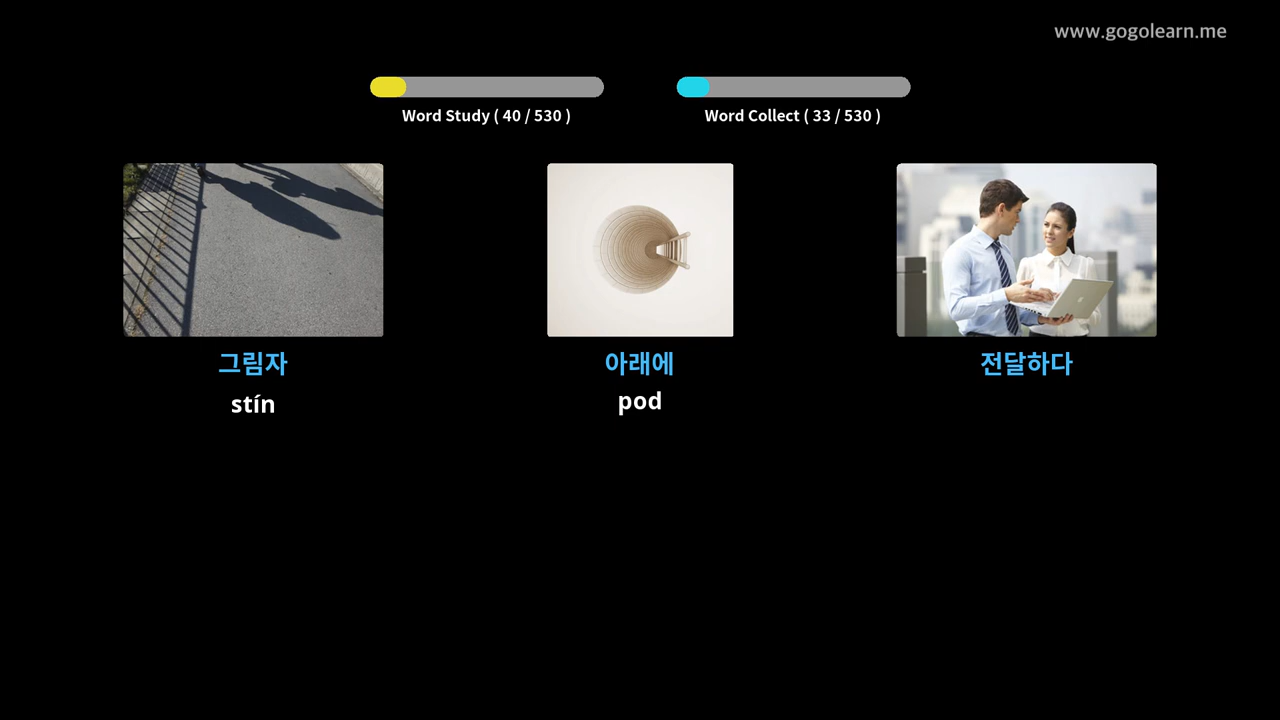 www.gogolearn.me
Word Study ( 40 / 530 )
Word Collect ( 33 / 530 )
그림자
아래에
전달하다
stín
pod